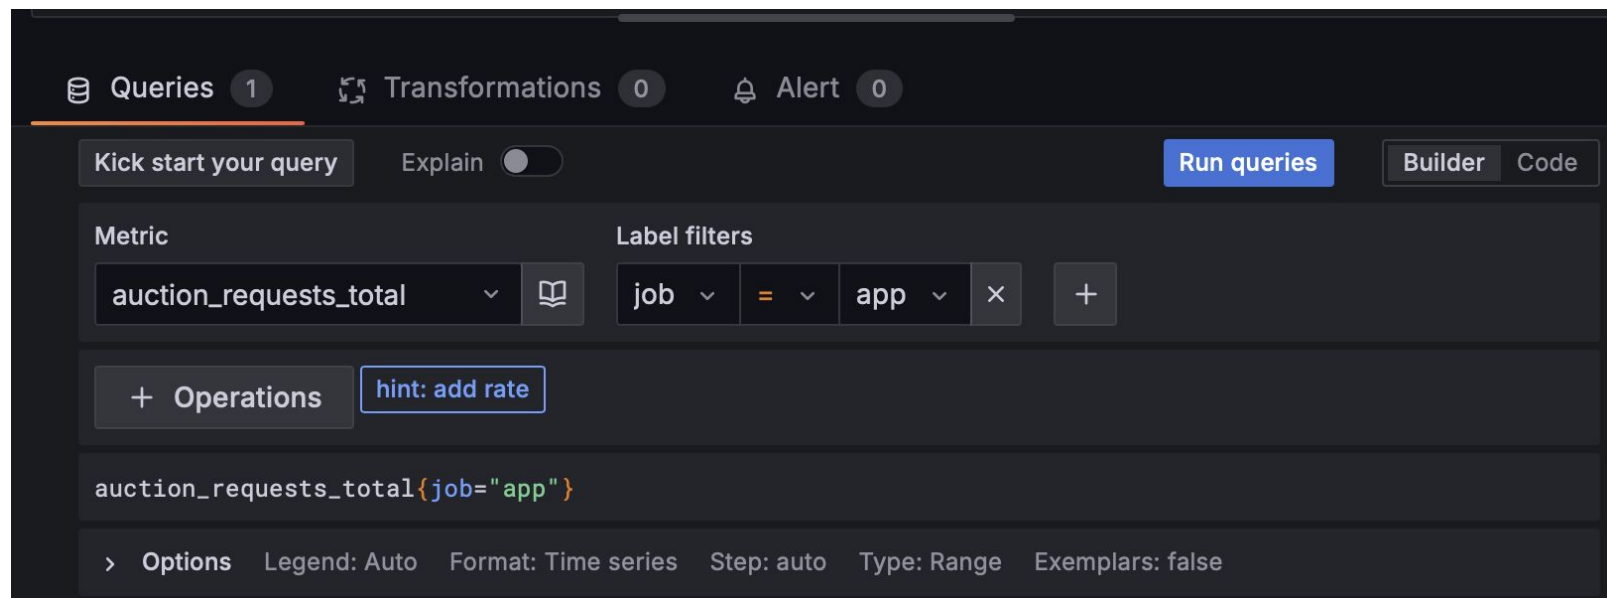 Queries 1 Transformations 0 Alert 0
Kick start your query Explain Run queries Builder Code
Metric Label filters
auction_requests_total job = app × +
+ Operations hint: add rate
auction_requests_total{job="app"}
> Options Legend: Auto Format: Time series Step: auto Type: Range Exemplars: false